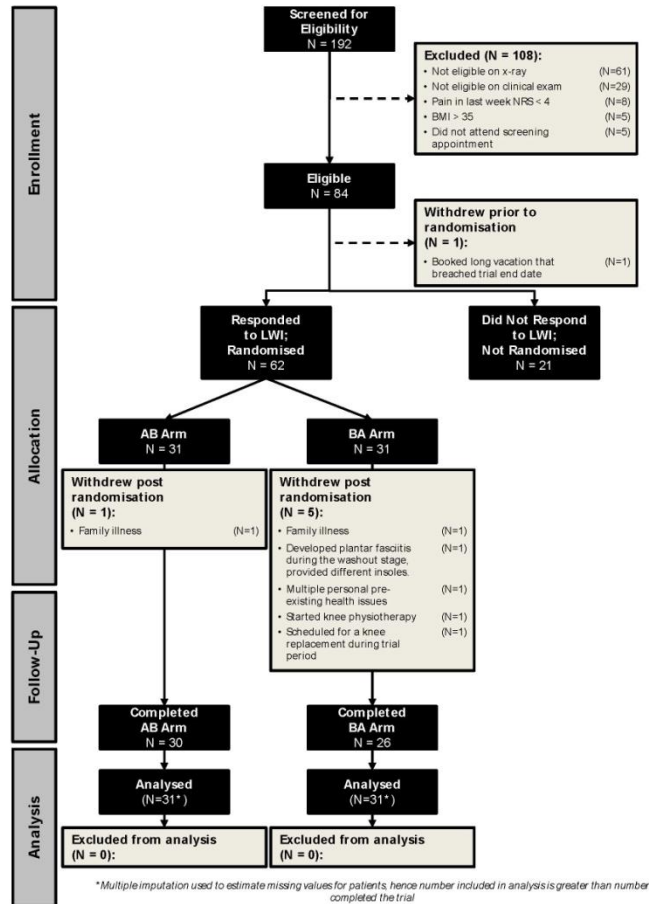 Screened for
Eligibility
N = 192
Excluded (N = 108):
• Not eligible on x-ray (N=61)
• Not eligible on clinical exam (N=29)
• Pain in last week NRS < 4 (N=8)
• BMI > 35 (N=5)
• Did not attend screening (N=5)
appointment
Enrollment
Eligible
N = 84
Withdrew prior to
randomisation
(N = 1):
• Booked long vacation that (N=1)
breached trial end date
Responded
to LWI;
Randomised
N = 62
Did Not Respond
to LWI;
Not Randomised
N = 21
Allocation
AB Arm
N = 31
BA Arm
N = 31
Withdrew post
randomisation
(N = 1):
• Family illness (N=1)
Withdrew post
randomisation
(N = 5):
• Family illness (N=1)
• Developed plantar fasciitis (N=1)
during the washout stage,
provided different insoles.
• Multiple personal pre- (N=1)
existing health issues
• Started knee physiotherapy (N=1)
• Scheduled for a knee (N=1)
replacement during trial
period
Follow-Up
Completed
AB Arm
N = 30
Completed
BA Arm
N = 26
Analysis
Analysed
(N=31*)
Analysed
(N=31*)
Excluded from analysis
(N = 0):
Excluded from analysis
(N = 0):
*Multiple imputation used to estimate missing values for patients, hence number included in analysis is greater than number
completed the trial